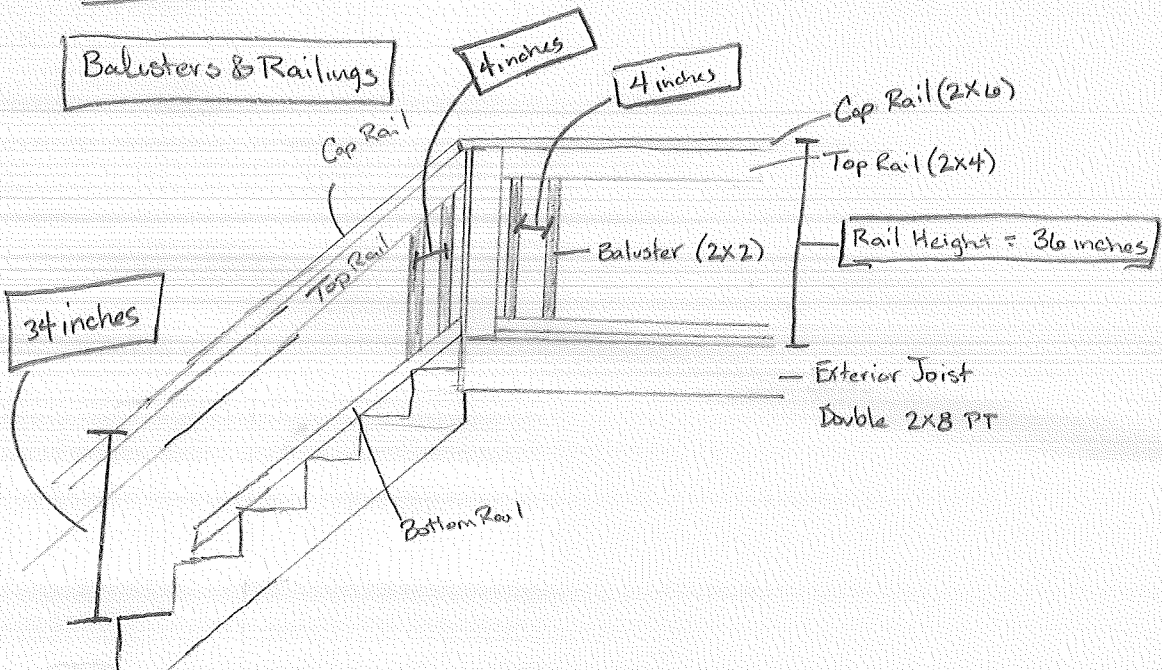 Balusters & Railings
4 inches
4 inches
Cap Rail (2X6)
Cap Rail
Top Rail (2X4)
Rail Height = 36 inches
Baluster (2X2)
Top Rail
34 inches
Exterior Joist
Double 2X8 PT
Bottom Rail